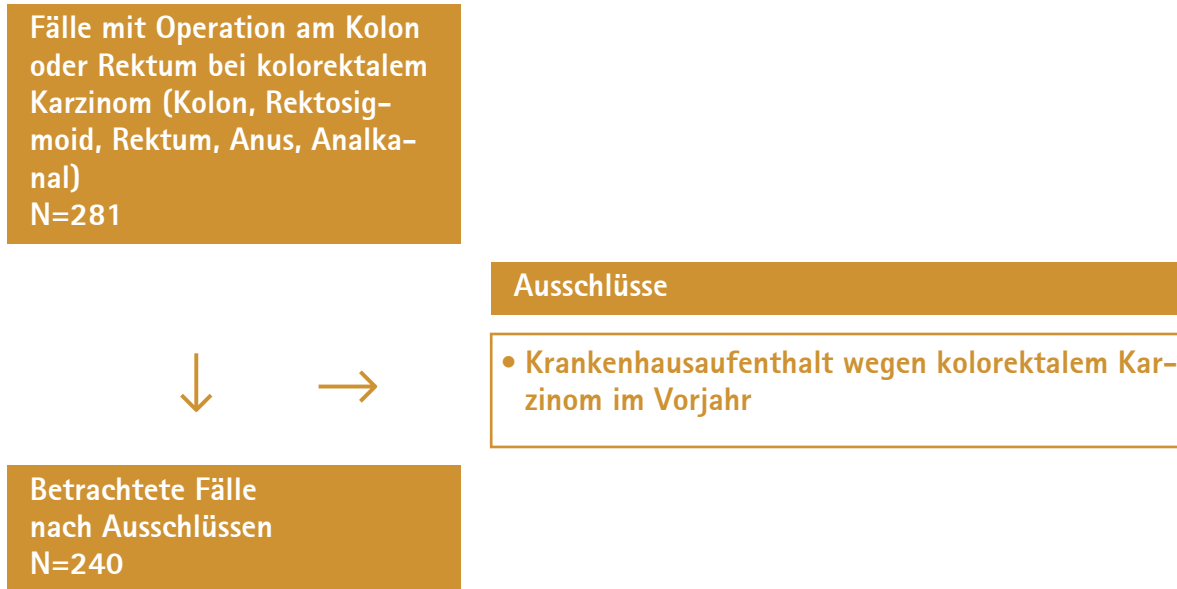 Fälle mit Operation am Kolon
oder Rektum bei kolorektalem
Karzinom (Kolon, Rektosig-
moid, Rektum, Anus, Analka-
nal)
N=281
Ausschlüsse
• Krankenhausaufenthalt wegen kolorektalem Kar-
zinom im Vorjahr
Betrachtete Fälle
nach Ausschlüssen
N=240